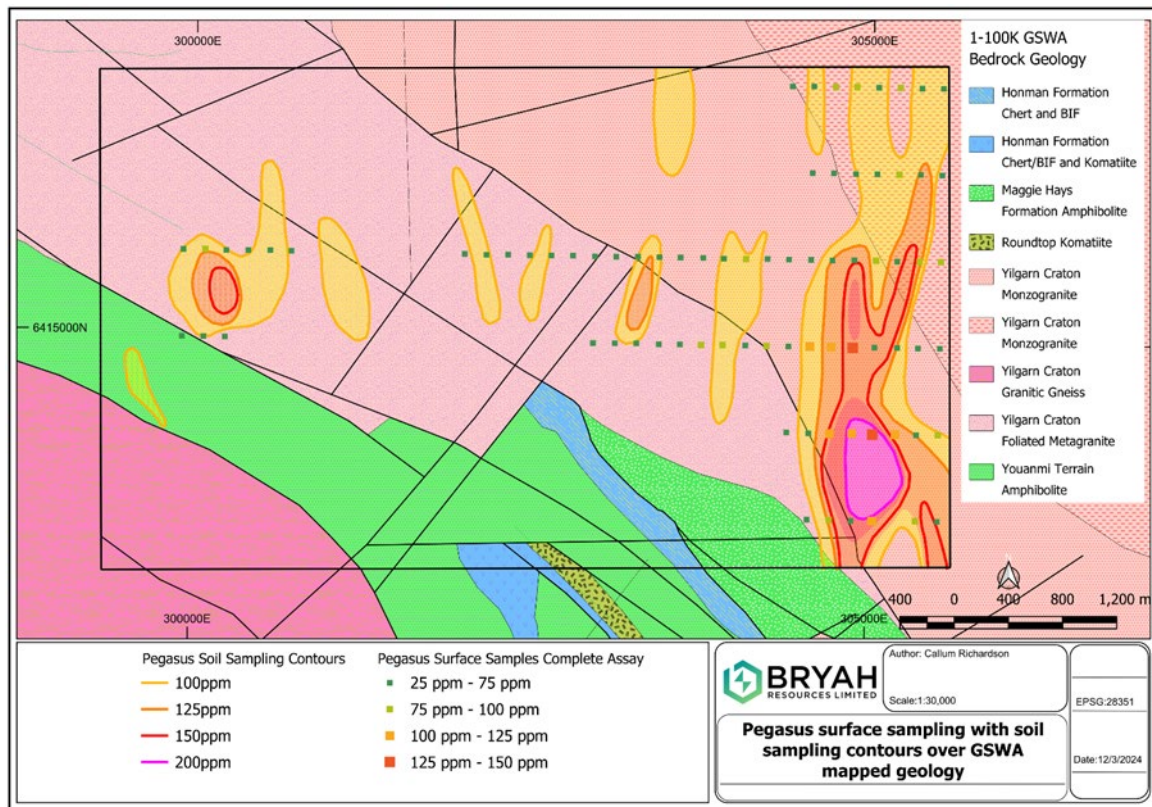 300000E
305000E
6415000N
300000E
305000E
1-100K GSWA
Bedrock Geology
Honman Formation
Chert and BIF
Honman Formation
Chert/BIF and Komatiite
Maggie Hays
Formation Amphibolite
Roundtop Komatiite
Yilgarn Craton
Monzogranite
Yilgarn Craton
Monzogranite
Yilgarn Craton
Granitic Gneiss
Yilgarn Craton
Foliated Metagranite
Youanmi Terrain
Amphibolite
N
400 0 400 800 1,200 m
Pegasus Soil Sampling Contours
100ppm
125ppm
150ppm
200ppm
Pegasus Surface Samples Complete Assay
25 ppm - 75 ppm
75 ppm - 100 ppm
100 ppm - 125 ppm
125 ppm - 150 ppm
BRYAH
RESOURCES LIMITED
Author: Callum Richardson
Scale:1:30,000
EPSG:28351
Date:12/3/2024
Pegasus surface sampling with soil
sampling contours over GSWA
mapped geology